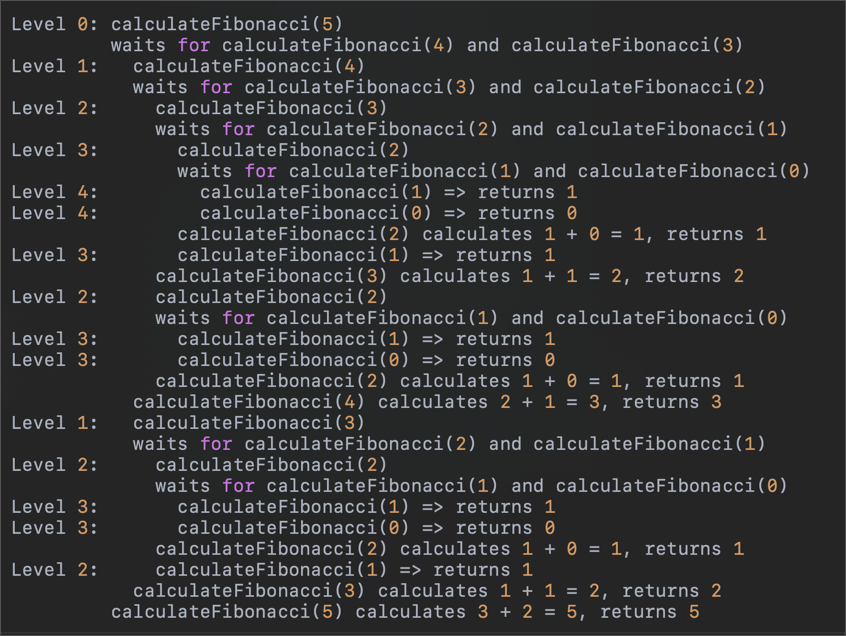 Level 0: calculateFibonacci(5)
         waits for calculateFibonacci(4) and calculateFibonacci(3)
Level 1:   calculateFibonacci(4)
           waits for calculateFibonacci(3) and calculateFibonacci(2)
Level 2:     calculateFibonacci(3)
             waits for calculateFibonacci(2) and calculateFibonacci(1)
Level 3:       calculateFibonacci(2)
               waits for calculateFibonacci(1) and calculateFibonacci(0)
Level 4:         calculateFibonacci(1) => returns 1
Level 4:         calculateFibonacci(0) => returns 0
               calculateFibonacci(2) calculates 1 + 0 = 1, returns 1
Level 3:       calculateFibonacci(1) => returns 1
             calculateFibonacci(3) calculates 1 + 1 = 2, returns 2
Level 2:     calculateFibonacci(2)
             waits for calculateFibonacci(1) and calculateFibonacci(0)
Level 3:       calculateFibonacci(1) => returns 1
Level 3:       calculateFibonacci(0) => returns 0
             calculateFibonacci(2) calculates 1 + 0 = 1, returns 1
           calculateFibonacci(4) calculates 2 + 1 = 3, returns 3
Level 1:   calculateFibonacci(3)
           waits for calculateFibonacci(2) and calculateFibonacci(1)
Level 2:     calculateFibonacci(2)
             waits for calculateFibonacci(1) and calculateFibonacci(0)
Level 3:       calculateFibonacci(1) => returns 1
Level 3:       calculateFibonacci(0) => returns 0
             calculateFibonacci(2) calculates 1 + 0 = 1, returns 1
Level 2:     calculateFibonacci(1) => returns 1
           calculateFibonacci(3) calculates 1 + 1 = 2, returns 2
         calculateFibonacci(5) calculates 3 + 2 = 5, returns 5